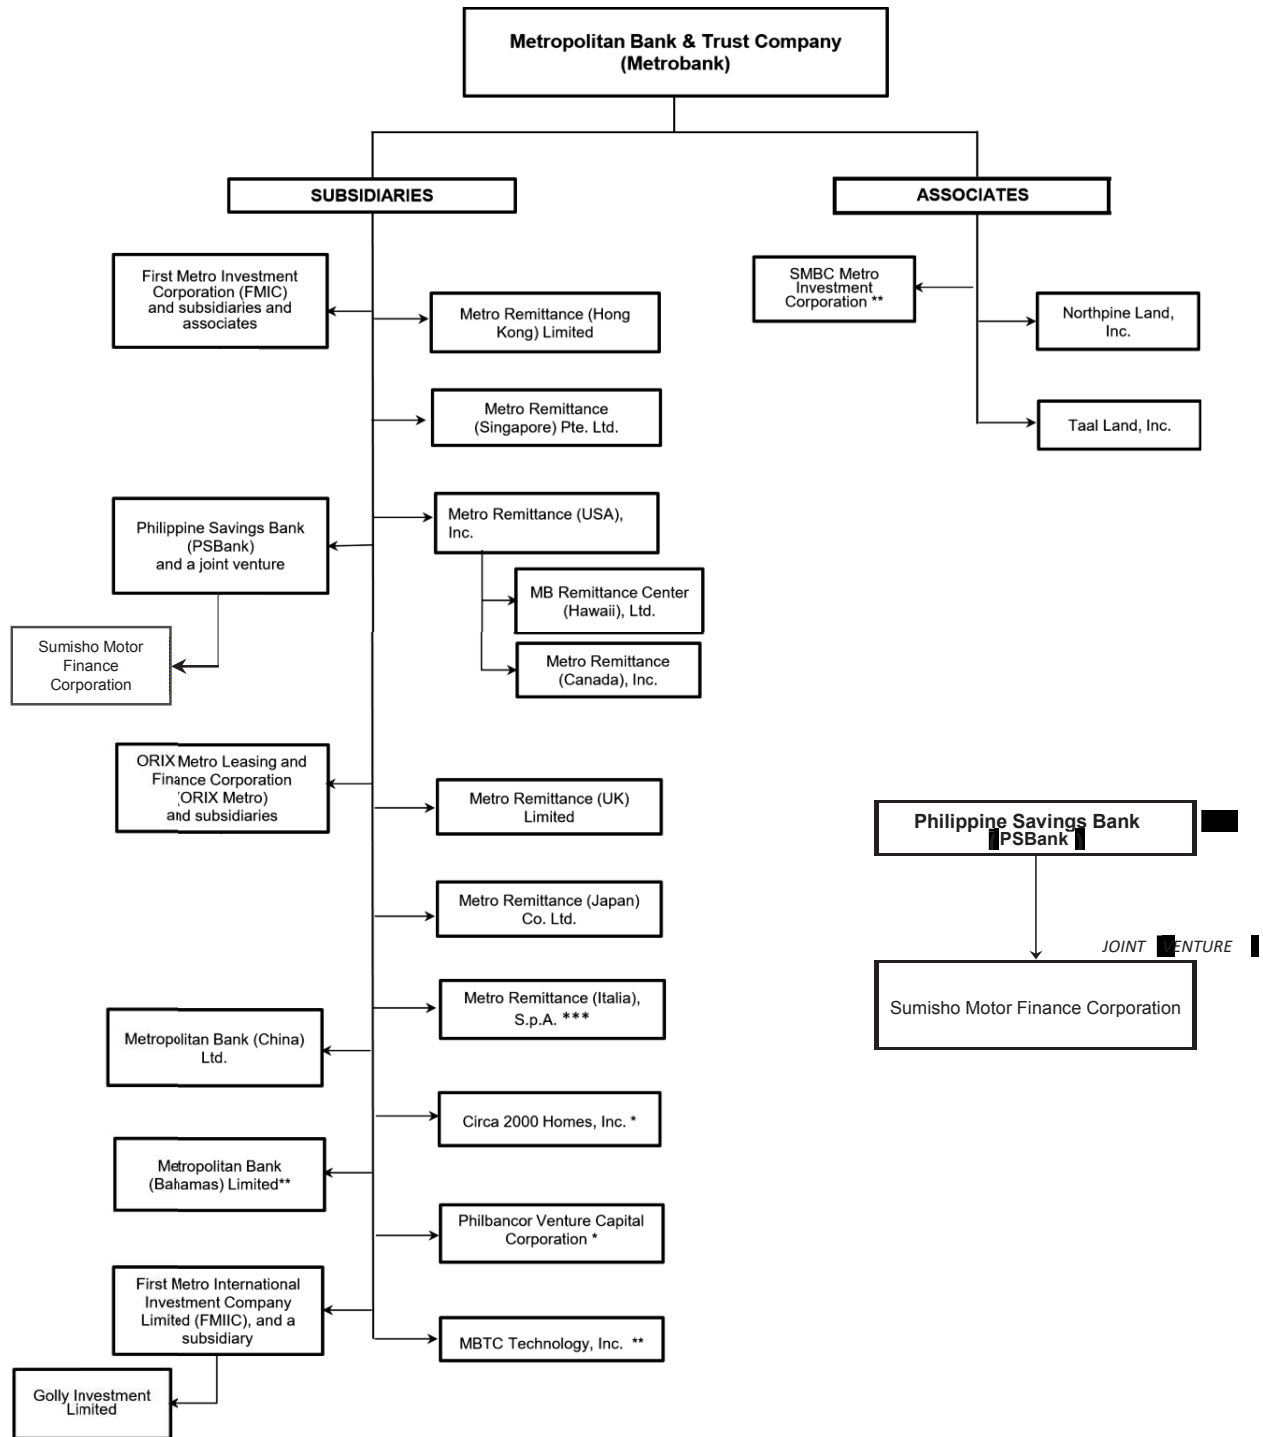 Metropolitan Bank & Trust Company
(Metrobank)
SUBSIDIARIES
ASSOCIATES
First Metro Investment
Corporation (FMIC)
and subsidiaries and
associates
Metro Remittance (Hong
Kong) Limited
Metro Remittance
(Singapore) Pte. Ltd.
Philippine Savings Bank
(PSBank)
and a joint venture
Sumisho Motor
Finance
Corporation
Metro Remittance (USA),
Inc.
MB Remittance Center
(Hawaii), Ltd.
Metro Remittance
(Canada), Inc.
ORIX Metro Leasing and
Finance Corporation
(ORIX Metro)
and subsidiaries
Metro Remittance (UK)
Limited
Metro Remittance (Japan)
Co. Ltd.
Metro Remittance (Italia),
S.p.A. ***
Metropolitan Bank (China)
Ltd.
Circa 2000 Homes, Inc. *
Metropolitan Bank
(Bahamas) Limited**
Philbancor Venture Capital
Corporation *
First Metro International
Investment Company
Limited (FMIIC), and a
subsidiary
MBTC Technology, Inc. **
Golly Investment
Limited
SMBC Metro
Investment
Corporation **
Northpine Land,
Inc.
Taal Land, Inc.
Philippine Savings Bank
(PSBank)
JOINT VENTURE
Sumisho Motor Finance Corporation